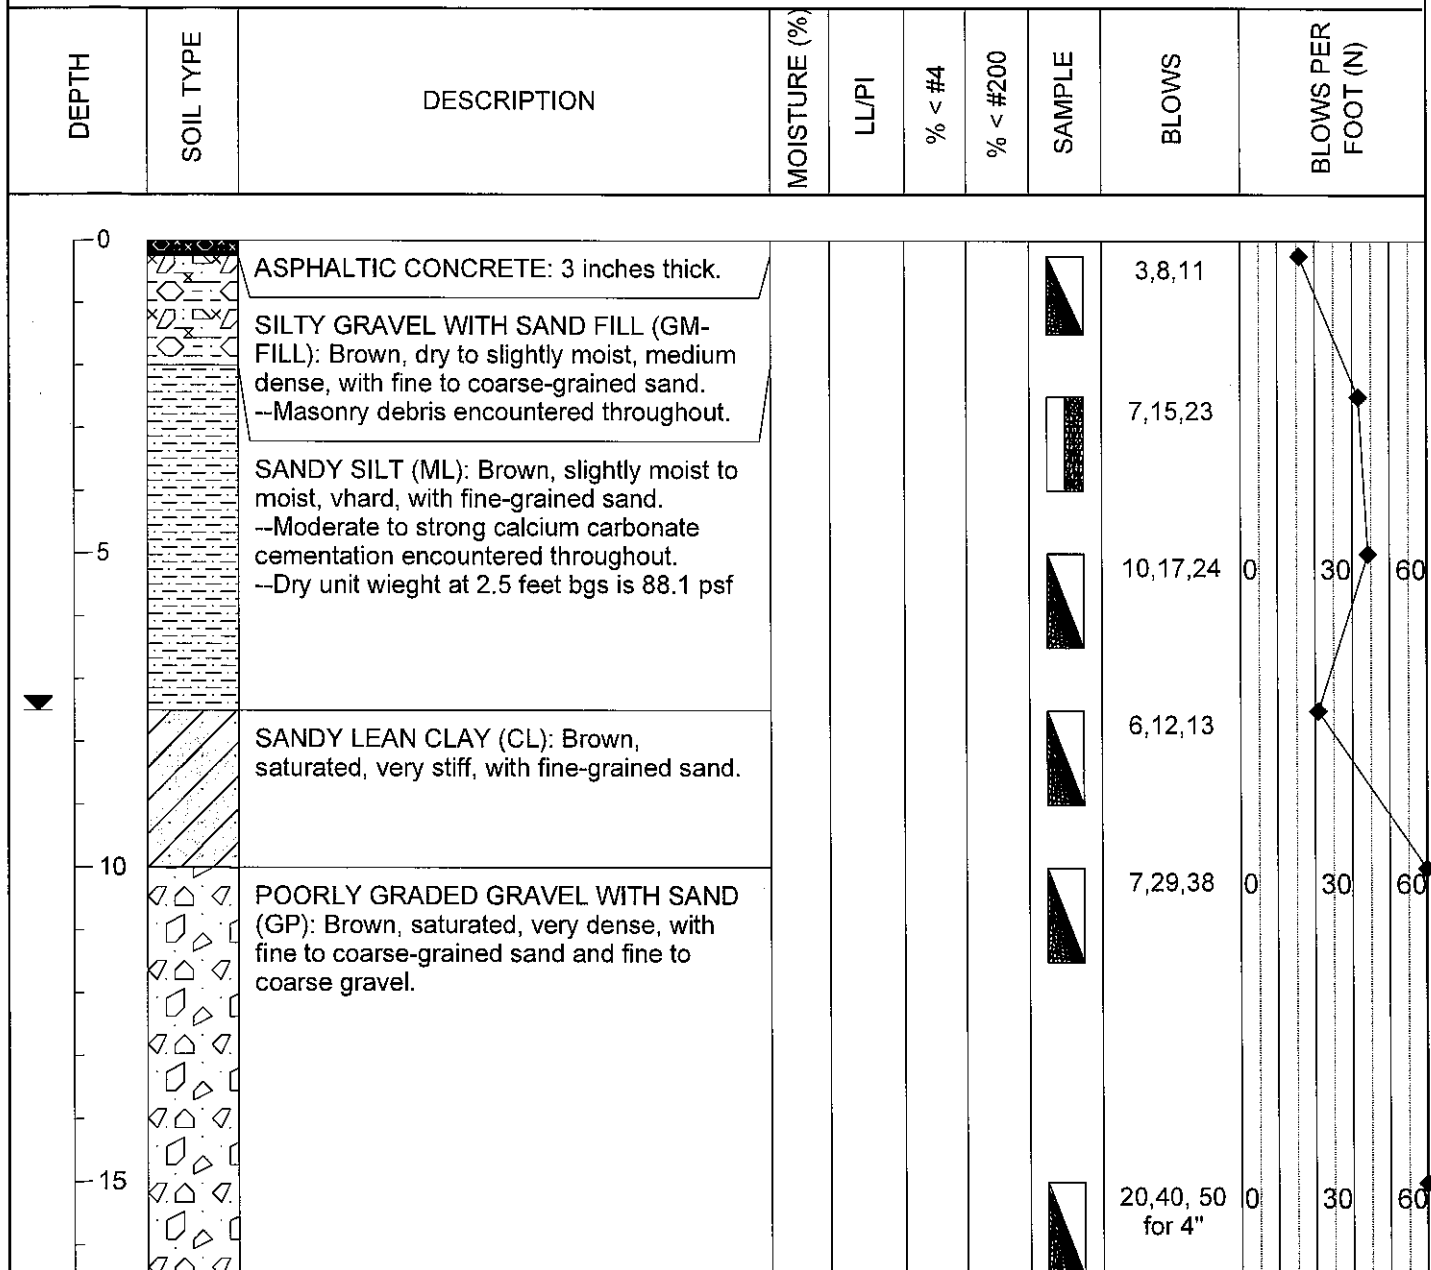 DEPTH
SOIL TYPE
DESCRIPTION
MOISTURE (%)
LL/PI
% < #4
% < #200
SAMPLE
BLOWS
BLOWS PER
FOOT (N)
0
ASPHALTIC CONCRETE: 3 inches thick.
3,8,11
SILTY GRAVEL WITH SAND FILL (GM-
FILL): Brown, dry to slightly moist, medium
dense, with fine to coarse-grained sand.
--Masonry debris encountered throughout.
7,15,23
SANDY SILT (ML): Brown, slightly moist to
moist, vhard, with fine-grained sand.
--Moderate to strong calcium carbonate
cementation encountered throughout.
--Dry unit wieght at 2.5 feet bgs is 88.1 psf
5
10,17,24
0 30 60
SANDY LEAN CLAY (CL): Brown,
saturated, very stiff, with fine-grained sand.
6,12,13
10
POORLY GRADED GRAVEL WITH SAND
(GP): Brown, saturated, very dense, with
fine to coarse-grained sand and fine to
coarse gravel.
7,29,38
0 30 60
15
20,40, 50
for 4"
0 30 60